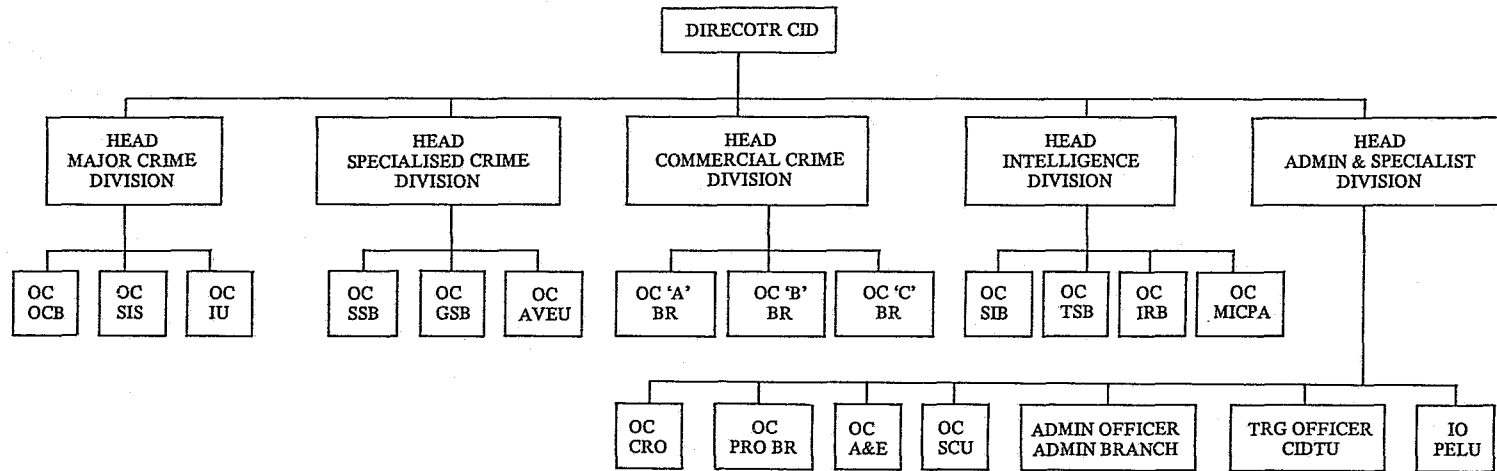 DIRECOTR CID
HEAD
MAJOR CRIME
DIVISION
HEAD
SPECIALISED CRIME
DIVISION
HEAD
COMMERCIAL CRIME
DIVISION
HEAD
INTELLIGENCE
DIVISION
HEAD
ADMIN & SPECIALIST
DIVISION
OC
OCB
OC
SIS
OC
IU
OC
SSB
OC
GSB
OC
AVEU
OC ‘A’
BR
OC ‘B’
BR
OC ‘C’
BR
OC
SIB
OC
TSB
OC
IRB
OC
MICPA
OC
CRO
OC
PRO BR
OC
A&E
OC
SCU
ADMIN OFFICER
ADMIN BRANCH
TRG OFFICER
CIDTU
IO
PELU